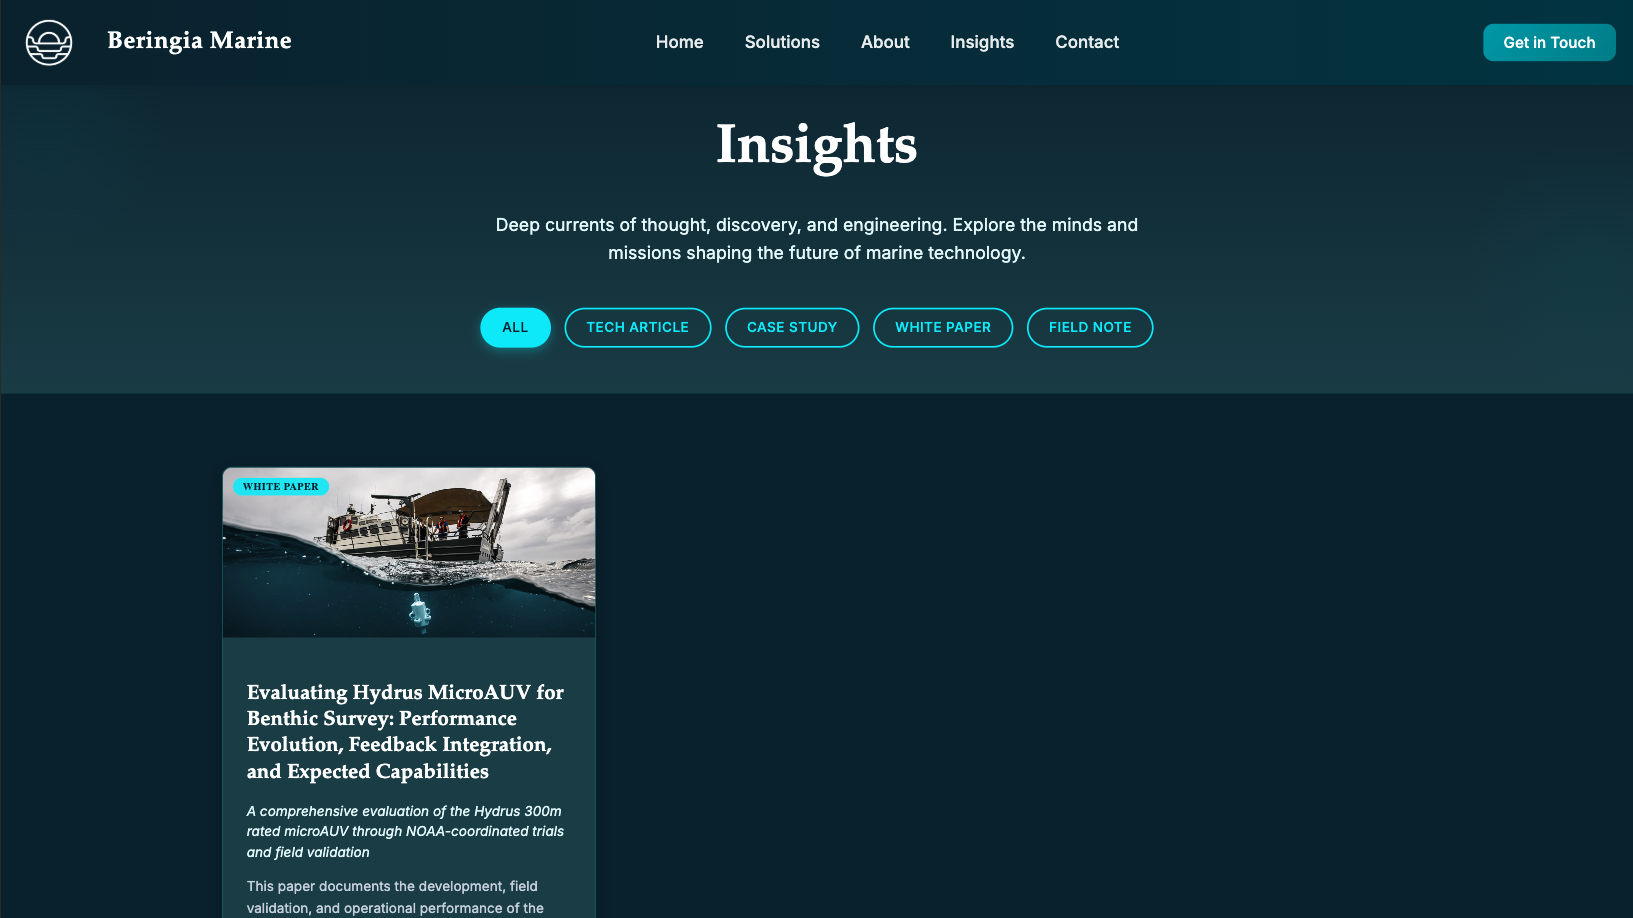 Beringia Marine
Home
Solutions
About
Insights
Contact
Get in Touch
Insights
Deep currents of thought, discovery, and engineering. Explore the minds and
missions shaping the future of marine technology.
ALL
TECH ARTICLE
CASE STUDY
WHITE PAPER
FIELD NOTE
WHITE PAPER
Evaluating Hydrus MicroAUV for
Benthic Survey: Performance
Evolution, Feedback Integration,
and Expected Capabilities
A comprehensive evaluation of the Hydrus 300m
rated microAUV through NOAA-coordinated trials
and field validation
This paper documents the development, field
validation, and operational performance of the